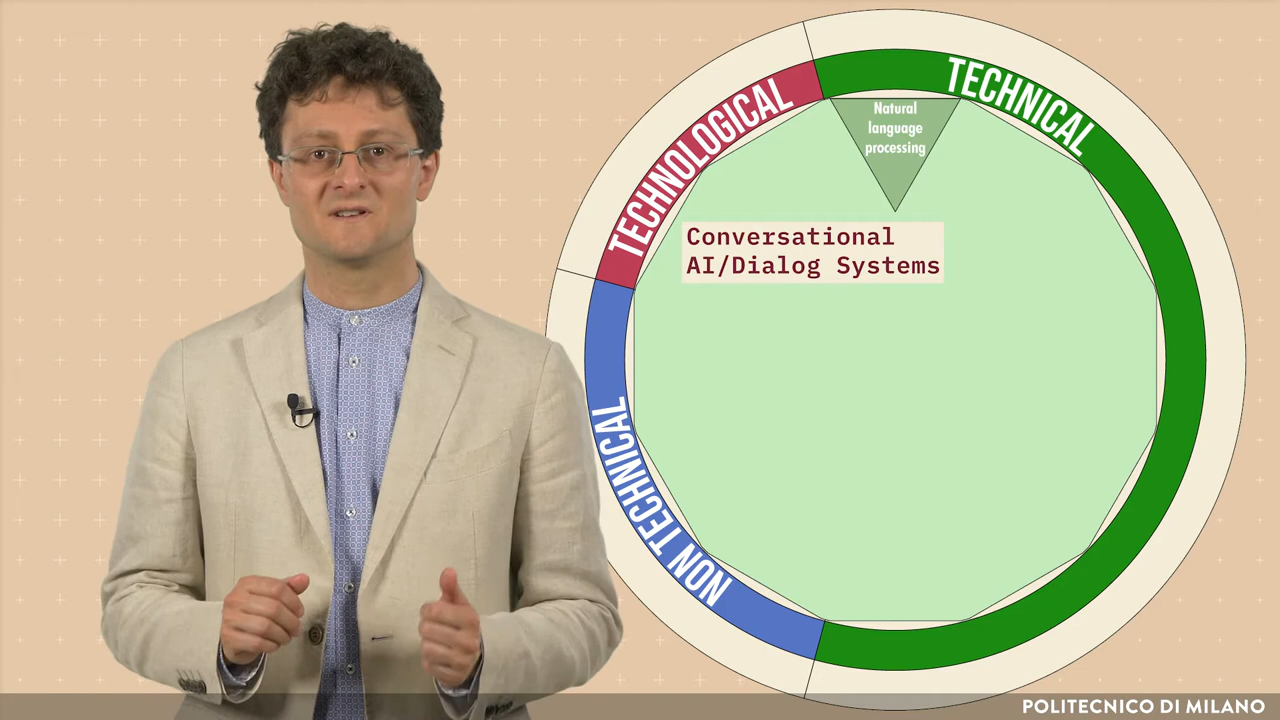 TECHNOLOGICAL
TECHNICAL
Natural
language
processing
Conversational
AI/Dialog Systems
NON TECHNICAL
POLITECNICO DI MILANO